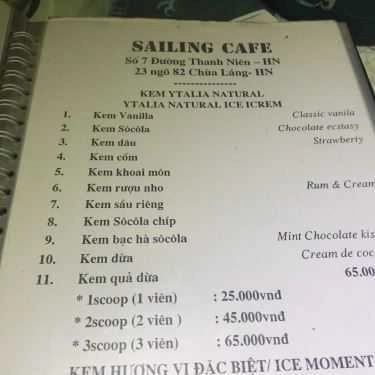 SAILING CAFE
Số 7 Đường Thanh Niên – HN
23 ngõ 82 Chùa Láng- HN
---------------
KEM YTALIA NATURAL
YTALIA NATURAL ICE ICREM
1. Kem Vanilla Classic vanila
2. Kem Sôcôla Chocolate ecstasy
3. Kem dâu Strawberry
4. Kem cốm
5. Kem khoai môn
6. Kem rượu nho Rum & Cream
7. Kem sầu riêng
8. Kem Sôcôla chíp
9. Kem bạc hà sôcôla Mint Chocolate kis
10. Kem dừa Cream de coc
11. Kem quả dừa 65.00
* 1scoop (1 viên) : 25.000vnđ
* 2scoop (2 viên ) : 45.000vnđ
* 3scoop (3 viên) : 65.000vnđ
KEM HƯƠNG VỊ ĐẶC BIỆT/ ICE MOMENT